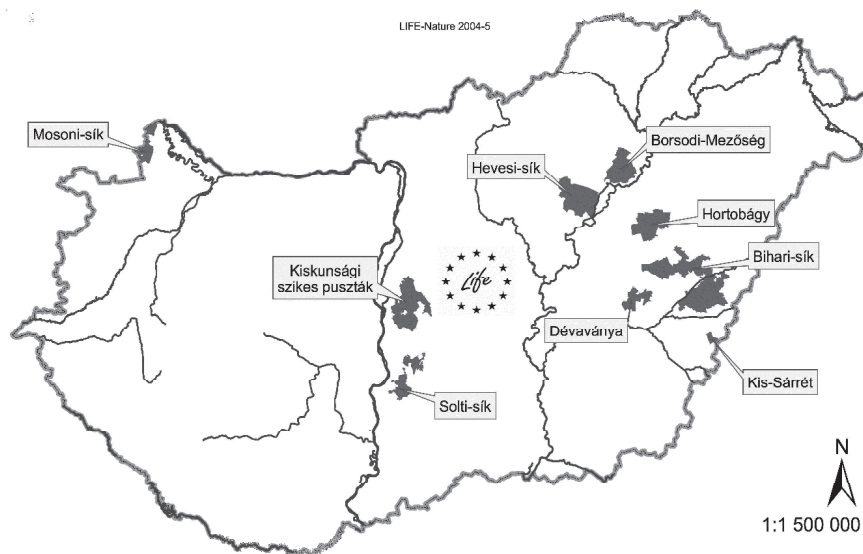 LIFE-Nature 2004-5
Mosoni-sík
Borsodi-Mezőség
Hevesi-sík
Hortobágy
Bihari-sík
Kiskunsági
szikes puszták
Life
Dévaványa
Kis-Sárrét
Solti-sík
N
1:1 500 000